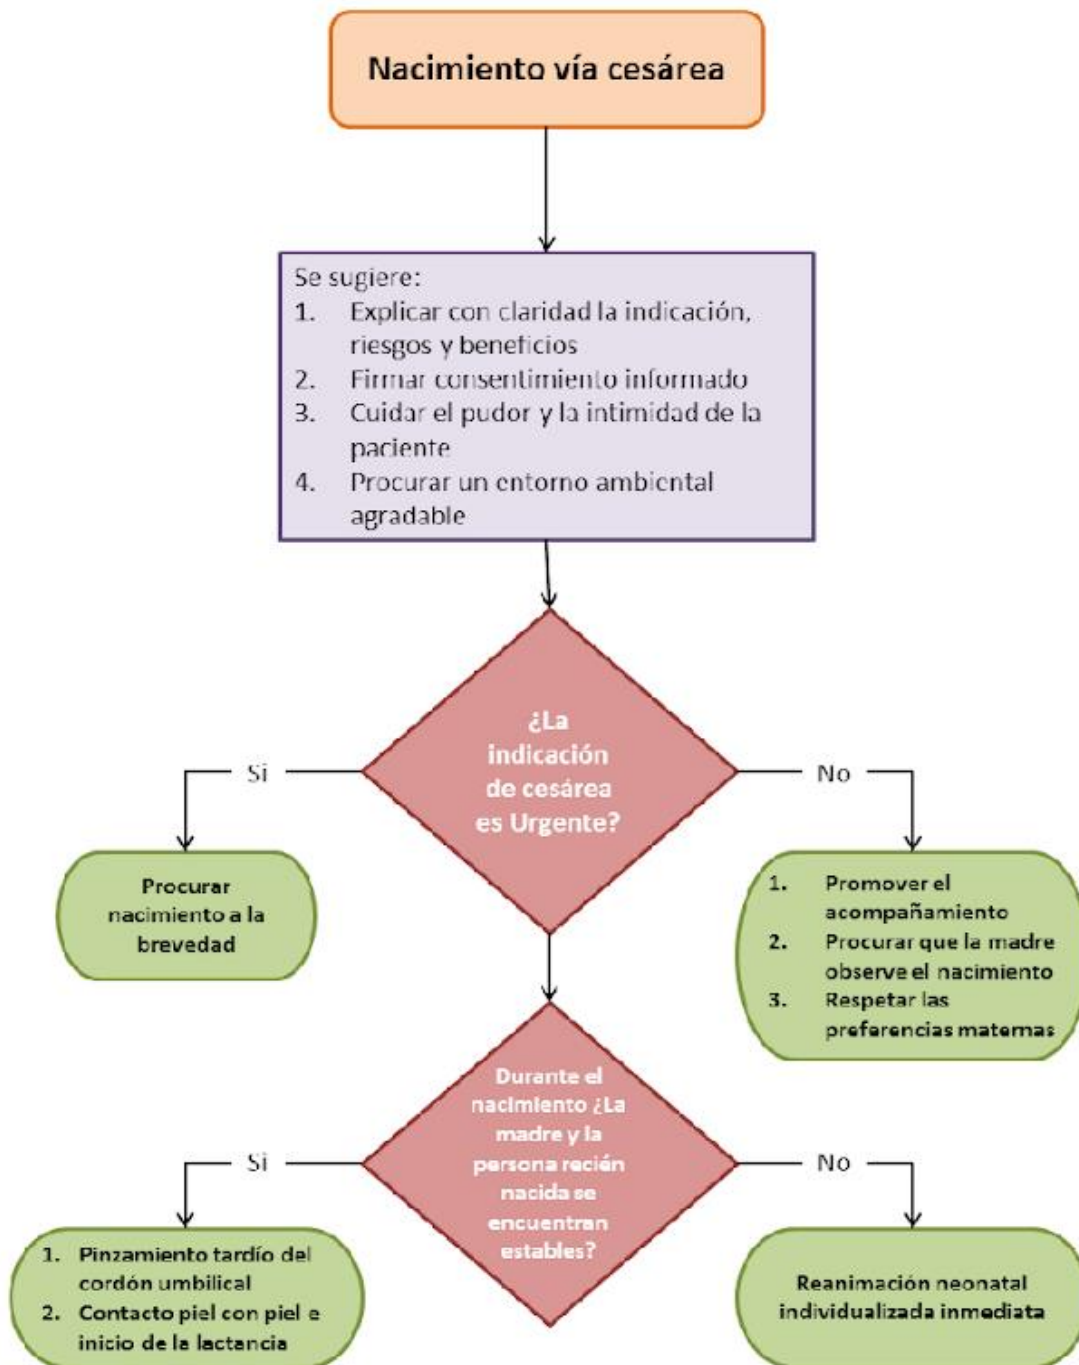 Nacimiento vía cesárea
Se sugiere:
1. Explicar con claridad la indicación,
riesgos y beneficios
2. Firmar consentimiento informado
3. Cuidar el pudor y la intimidad de la
paciente
4. Procurar un entorno ambiental
agradable
¿La
indicación
de cesárea
es Urgente?
Si
No
Procurar
nacimiento a la
brevedad
1. Promover el
acompañamiento
2. Procurar que la madre
observe el nacimiento
3. Respetar las
preferencias maternas
Durante el
nacimiento ¿La
madre y la
persona recién
nacida se
encuentran
estables?
Si
No
1. Pinzamiento tardío del
cordón umbilical
2. Contacto piel con piel e
inicio de la lactancia
Reanimación neonatal
individualizada inmediata